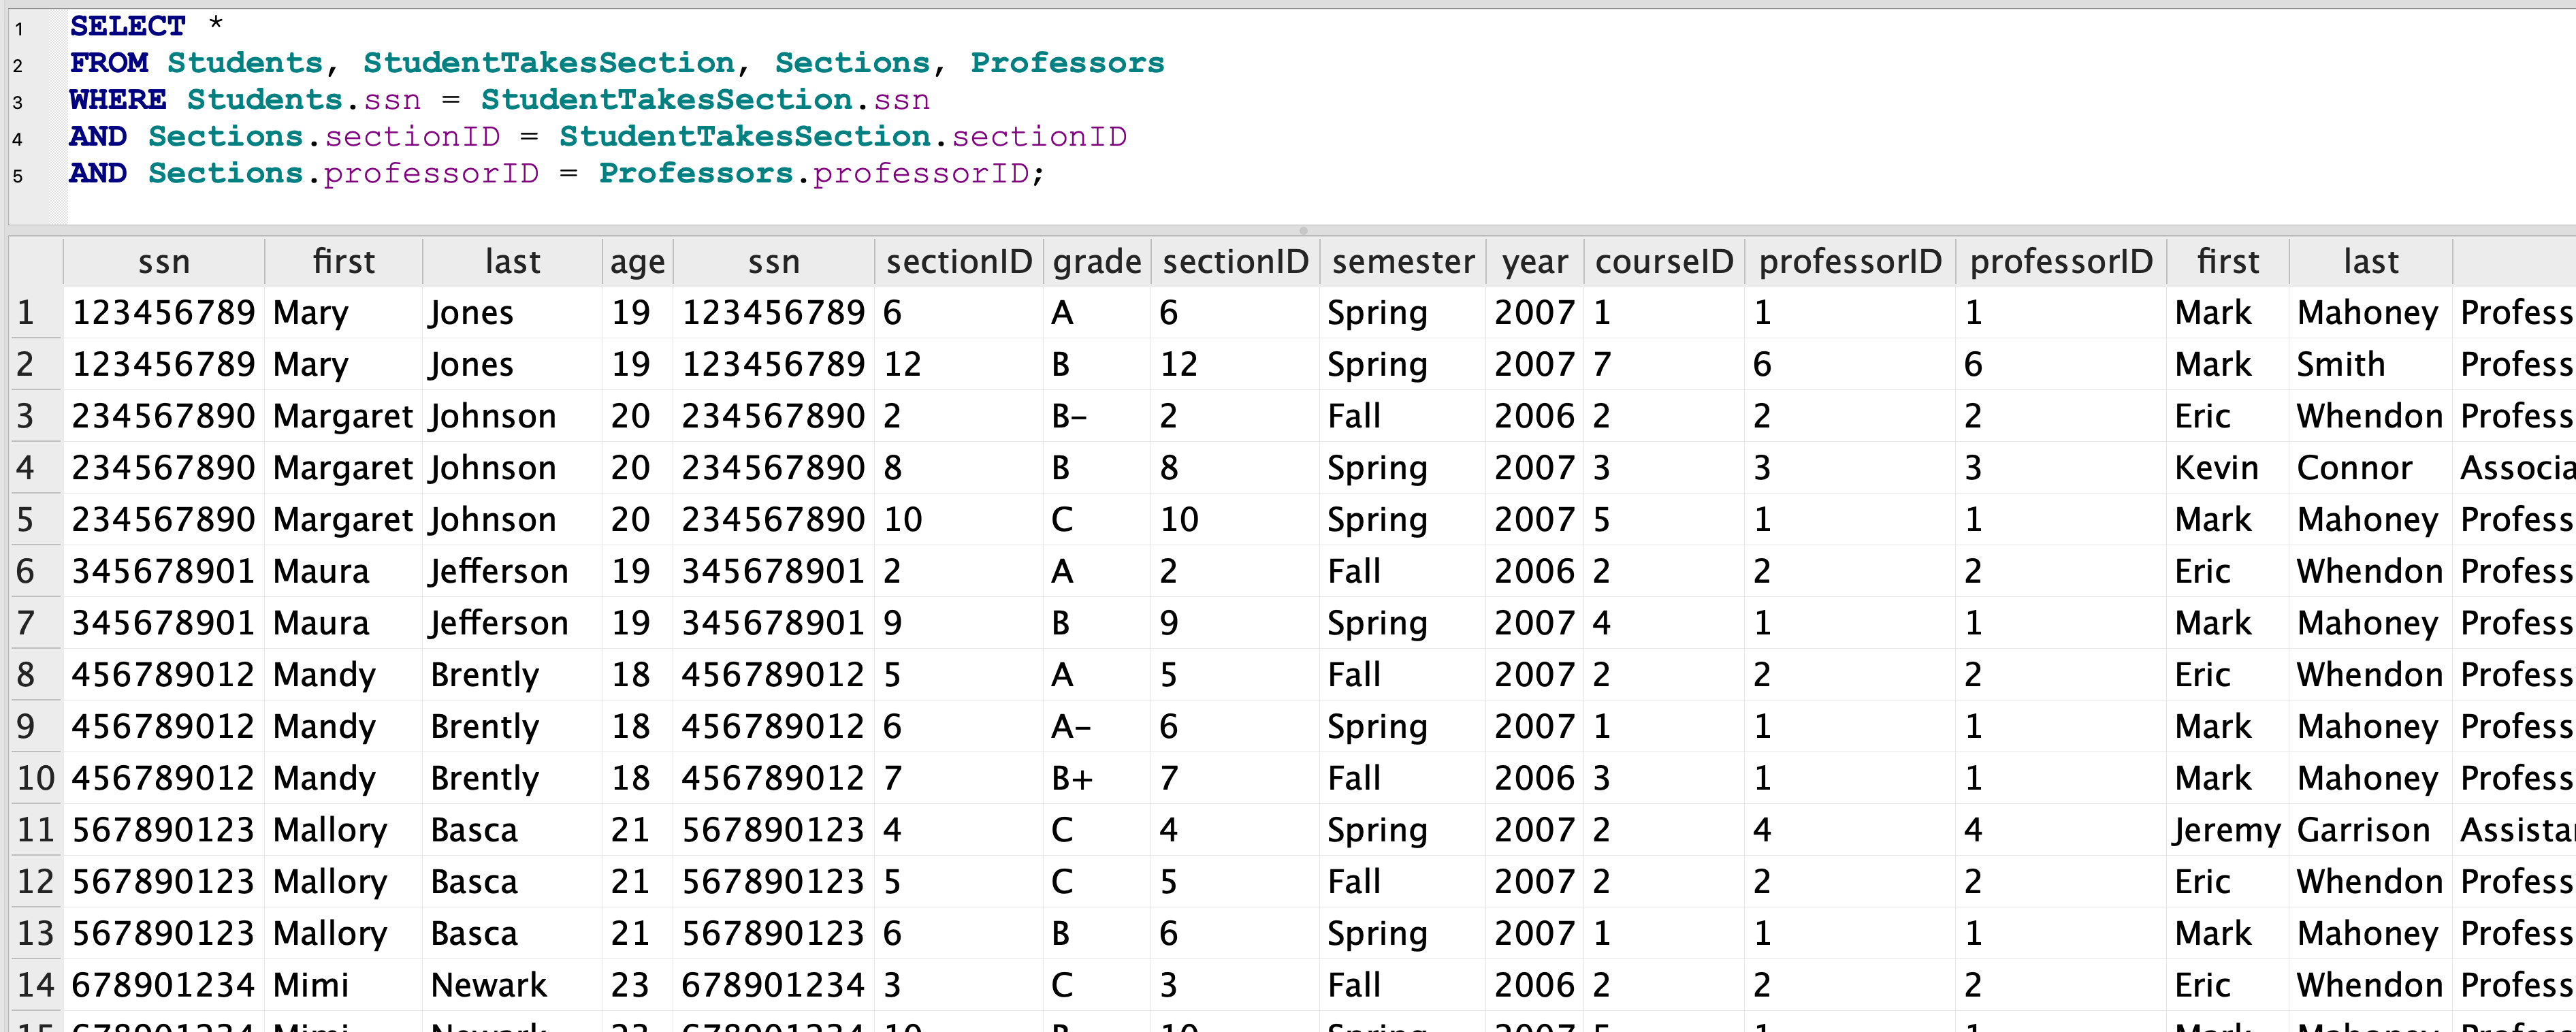 1 SELECT *
2 FROM Students, StudentTakesSection, Sections, Professors
3 WHERE Students.ssn = StudentTakesSection.ssn
4 AND Sections.sectionID = StudentTakesSection.sectionID
5 AND Sections.professorID = Professors.professorID;
ssn first last age ssn sectionID grade sectionID semester year courseID professorID professorID first last
1 123456789 Mary Jones 19 123456789 6 A 6 Spring 2007 1 1 1 Mark Mahoney Profess
2 123456789 Mary Jones 19 123456789 12 B 12 Spring 2007 7 6 6 Mark Smith Profess
3 234567890 Margaret Johnson 20 234567890 2 B- 2 Fall 2006 2 2 2 Eric Whendon Profess
4 234567890 Margaret Johnson 20 234567890 8 B 8 Spring 2007 3 3 3 Kevin Connor Associa
5 234567890 Margaret Johnson 20 234567890 10 C 10 Spring 2007 5 1 1 Mark Mahoney Profess
6 345678901 Maura Jefferson 19 345678901 2 A 2 Fall 2006 2 2 2 Eric Whendon Profess
7 345678901 Maura Jefferson 19 345678901 9 B 9 Spring 2007 4 1 1 Mark Mahoney Profess
8 456789012 Mandy Brently 18 456789012 5 A 5 Fall 2007 2 2 2 Eric Whendon Profess
9 456789012 Mandy Brently 18 456789012 6 A- 6 Spring 2007 1 1 1 Mark Mahoney Profess
10 456789012 Mandy Brently 18 456789012 7 B+ 7 Fall 2006 3 1 1 Mark Mahoney Profess
11 567890123 Mallory Basca 21 567890123 4 C 4 Spring 2007 2 4 4 Jeremy Garrison Assista
12 567890123 Mallory Basca 21 567890123 5 C 5 Fall 2007 2 2 2 Eric Whendon Profess
13 567890123 Mallory Basca 21 567890123 6 B 6 Spring 2007 1 1 1 Mark Mahoney Profess
14 678901234 Mimi Newark 23 678901234 3 C 3 Fall 2006 2 2 2 Eric Whendon Profess